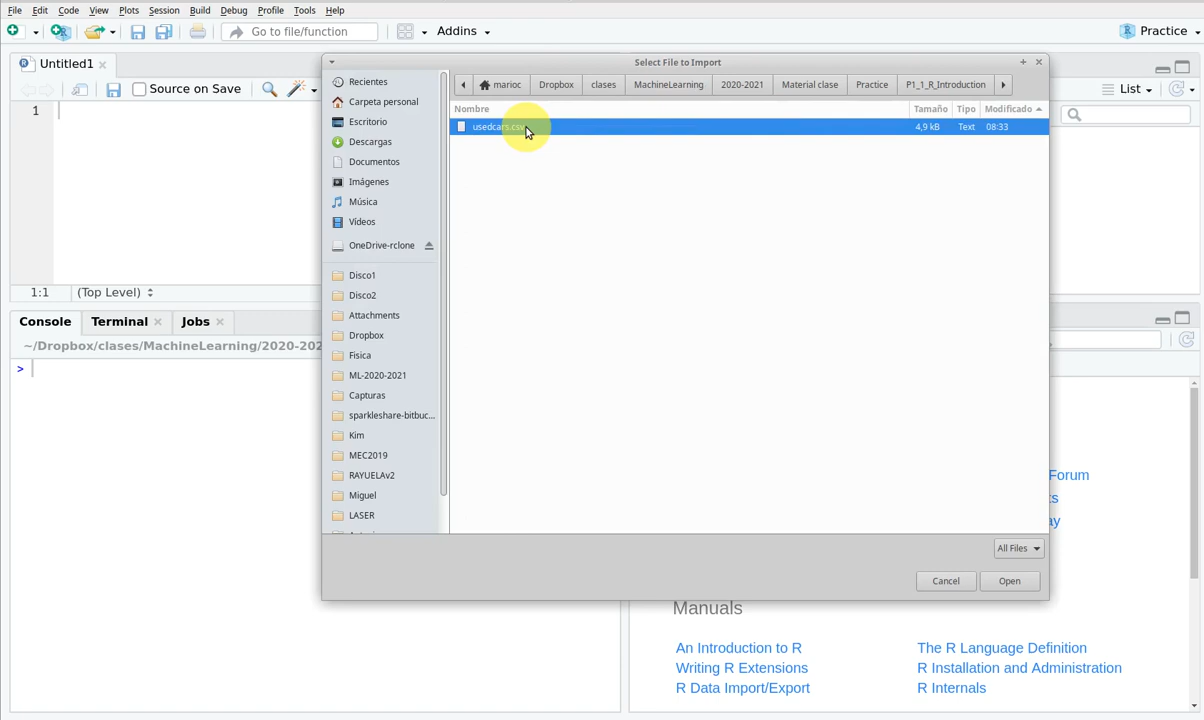 File Edit Code View Plots Session Build Debug Profile Tools Help
Go to file/function Addins Practice
Untitled1
Source on Save List
1
1:1 (Top Level)
Console Terminal Jobs
~/Dropbox/clases/MachineLearning/2020-202
>
Select File to Import
marioc Dropbox clases MachineLearning 2020-2021 Material clase Practice P1_1_R_Introduction
Nombre Tamaño Tipo Modificado
usedcars.csv 4,9 kB Text 08:33
Recientes
Carpeta personal
Escritorio
Descargas
Documentos
Imágenes
Música
Vídeos
OneDrive-rclone
Disco1
Disco2
Attachments
Dropbox
Fisica
ML-2020-2021
Capturas
sparkleshare-bitbuc...
Kim
MEC2019
RAYUELAv2
Miguel
LASER
All Files
Cancel Open
Forum
ts
ay
Manuals
An Introduction to R The R Language Definition
Writing R Extensions R Installation and Administration
R Data Import/Export R Internals